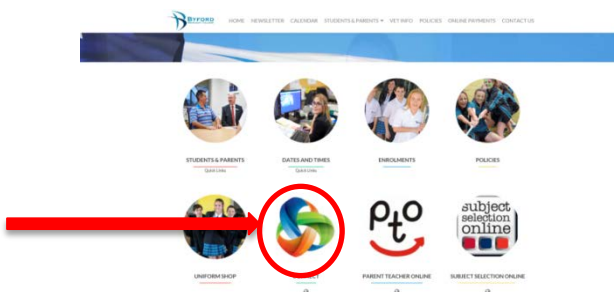 BYFORD
HOME NEWSLETTER CALENDAR STUDENTS & PARENTS VET INFO POLICIES ONLINE PAYMENTS CONTACT US
STUDENTS & PARENTS DATES AND TIMES ENROLMENTS POLICIES
Quick Links Quick Links
subject
selection
online
pto
UNIFORM SHOP PARENT TEACHER ONLINE SUBJECT SELECTION ONLINE